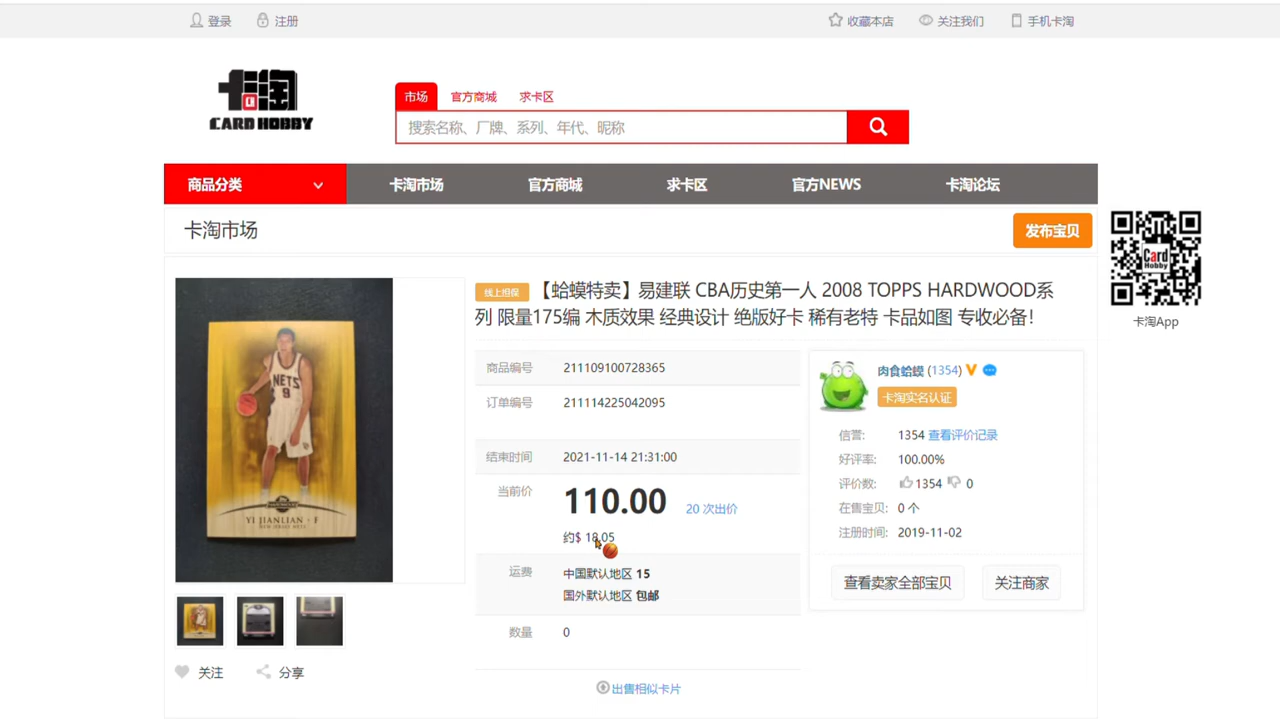 登录
注册
收藏本店
关注我们
手机卡淘
卡淘
CARD HOBBY
市场
官方商城
求卡区
搜索名称、厂牌、系列、年代、昵称
商品分类
卡淘市场
官方商城
求卡区
官方NEWS
卡淘论坛
卡淘市场
发布宝贝
Card
Hobby
卡淘App
线上担保
【蛤蟆特卖】易建联 CBA历史第一人 2008 TOPPS HARDWOOD系
列 限量175编 木质效果 经典设计 绝版好卡 稀有老特 卡品如图 专收必备！
NETS
9
YI JIANLIAN · F
NEW JERSEY NETS
商品编号 211109100728365
订单编号 211114225042095
结束时间 2021-11-14 21:31:00
当前价 110.00 20 次出价
约$ 18.05
运费 中国默认地区 15
国外默认地区 包邮
数量 0
出售相似卡片
肉食蛤蟆 (1354)
卡淘实名认证
信誉: 1354 查看评价记录
好评率: 100.00%
评价数: 1354 0
在售宝贝: 0 个
注册时间: 2019-11-02
查看卖家全部宝贝
关注商家
关注
分享